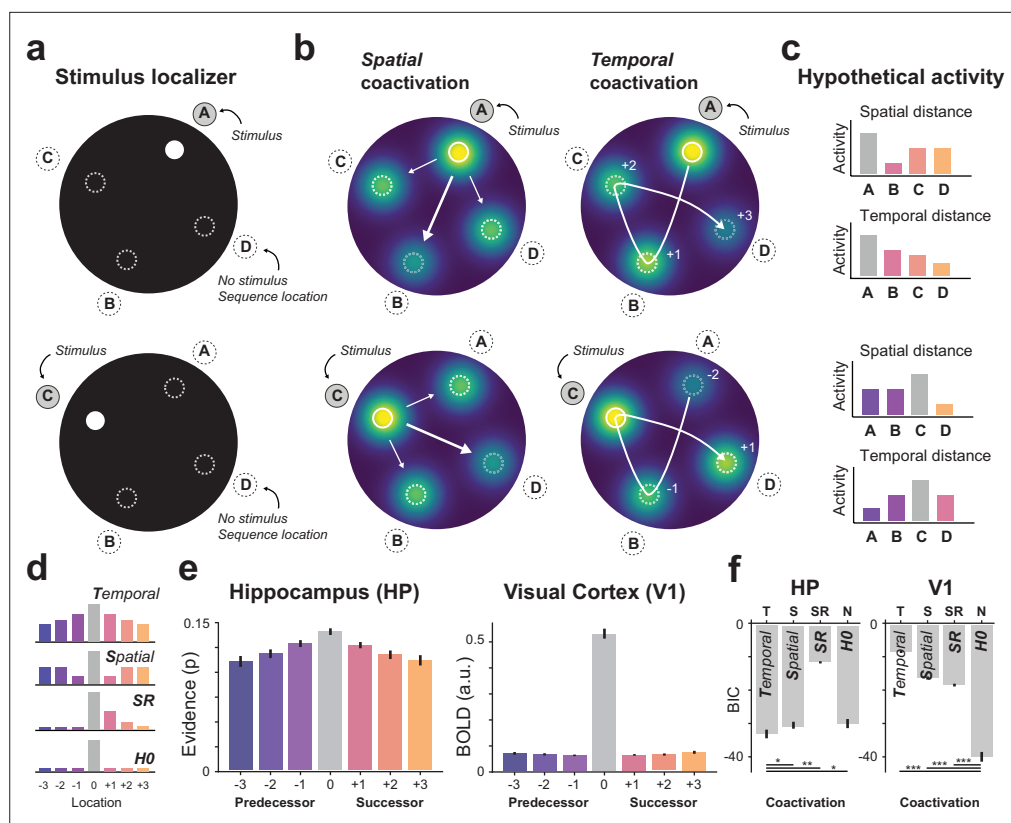 a
Stimulus localizer
A
Stimulus
C
D
No stimulus
Sequence location
B
Stimulus
A
C
D
No stimulus
Sequence location
B
b
Spatial
coactivation
A
Stimulus
C
D
B
Temporal
coactivation
A
Stimulus
C
+2
+3
D
+1
B
Stimulus
A
C
D
B
Stimulus
A
-2
C
+1
-1
D
B
c
Hypothetical activity
Spatial distance
Activity
A B C D
Temporal distance
Activity
A B C D
Spatial distance
Activity
A B C D
Temporal distance
Activity
A B C D
d
Temporal
Spatial
SR
H0
-3 -2 -1 0 +1 +2 +3
Location
e
Hippocampus (HP)
0.15
Evidence (p)
0
-3 -2 -1 0 +1 +2 +3
Predecessor Successor
Visual Cortex (V1)
0.5
BOLD (a.u.)
0
-3 -2 -1 0 +1 +2 +3
Predecessor Successor
f
HP
T S SR N
0
Temporal
Spatial
SR
H0
BIC
-20
-40
* ** *
Coactivation
V1
T S SR N
0
Temporal
Spatial
SR
H0
-20
-40
*** *** ***
Coactivation